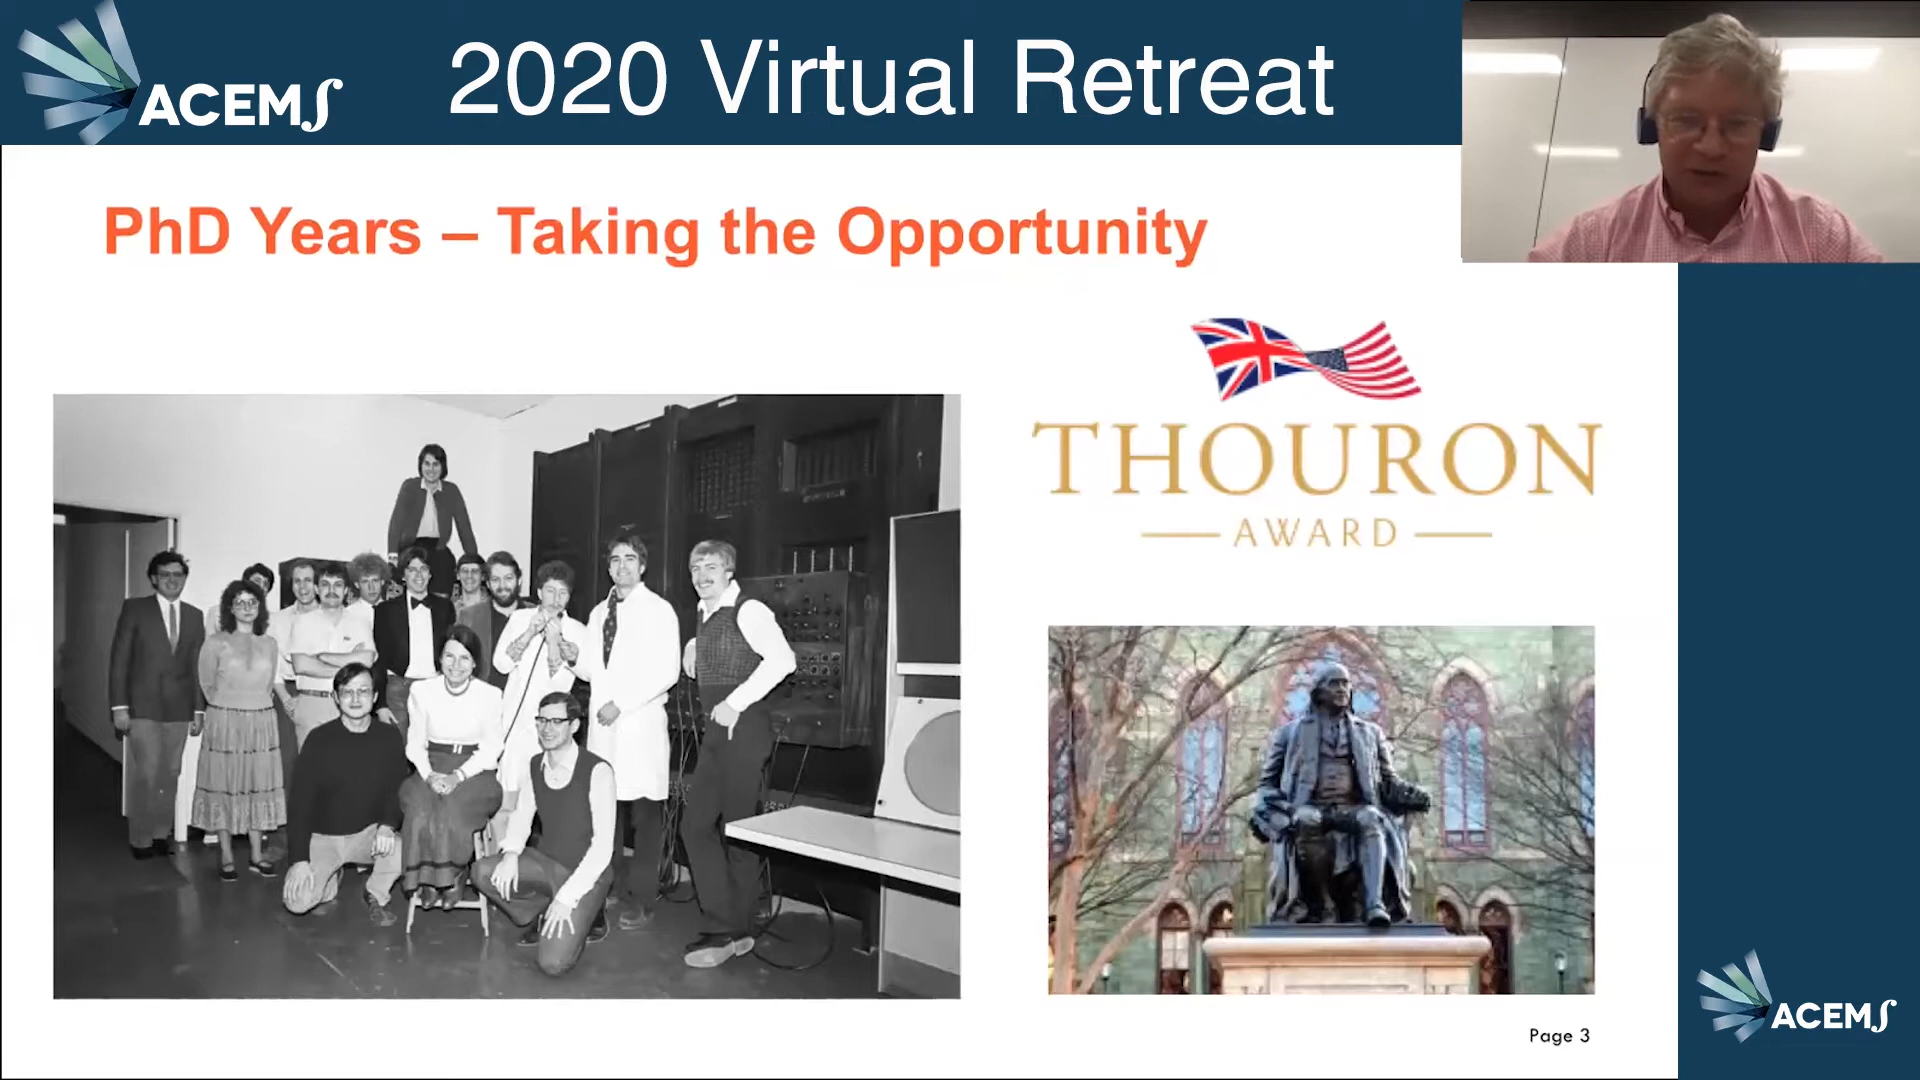 ACEMS
2020 Virtual Retreat
PhD Years – Taking the Opportunity
THOURON
AWARD
Page 3
ACEMS